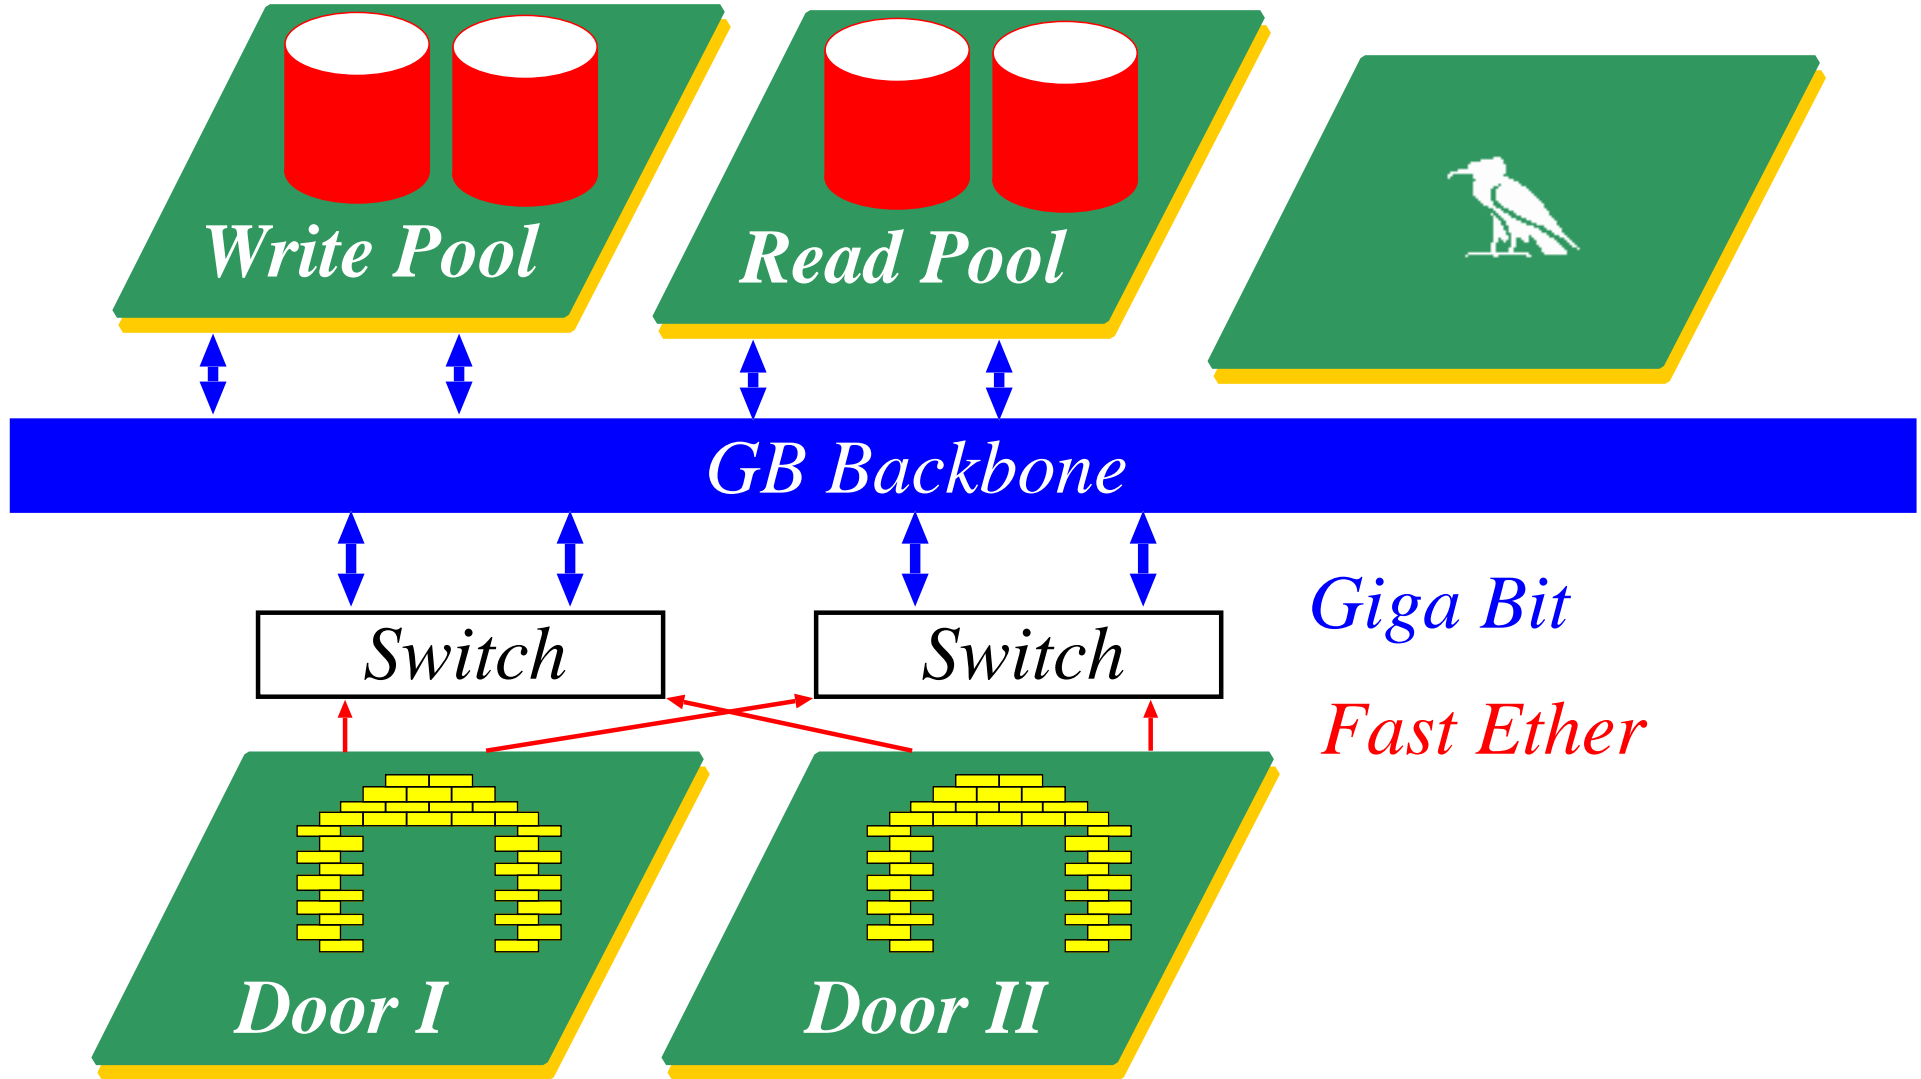 Write Pool
Read Pool
GB Backbone
Switch
Switch
Giga Bit
Fast Ether
Door I
Door II